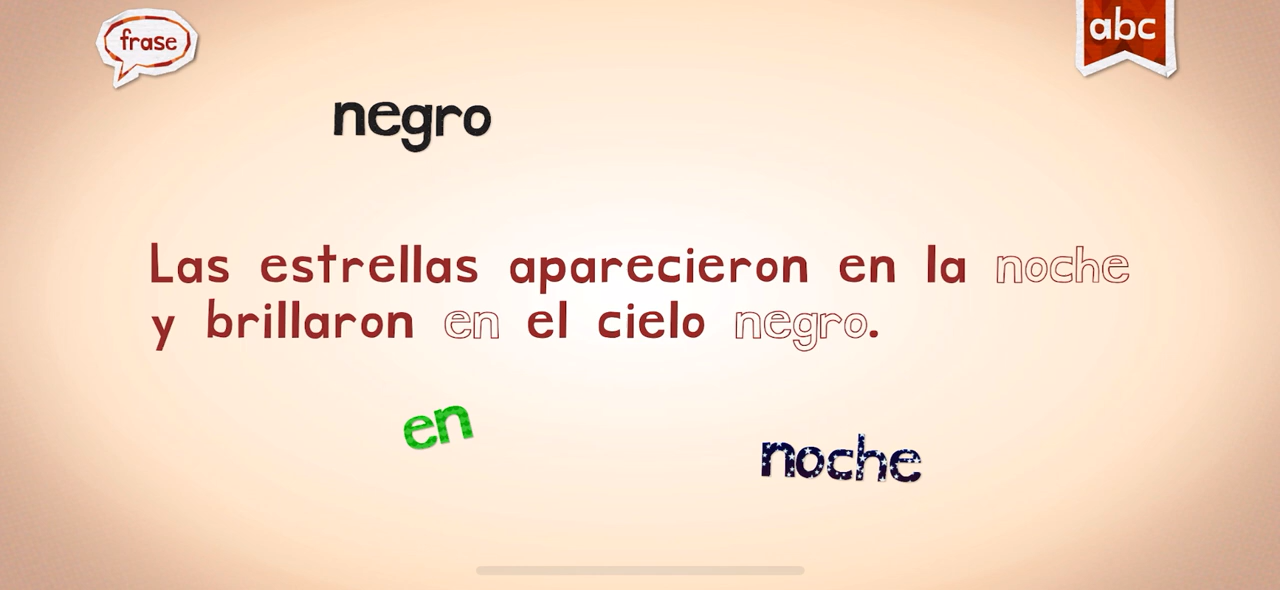 frase
abc
negro
Las estrellas aparecieron en la noche
y brillaron en el cielo negro.
en
noche